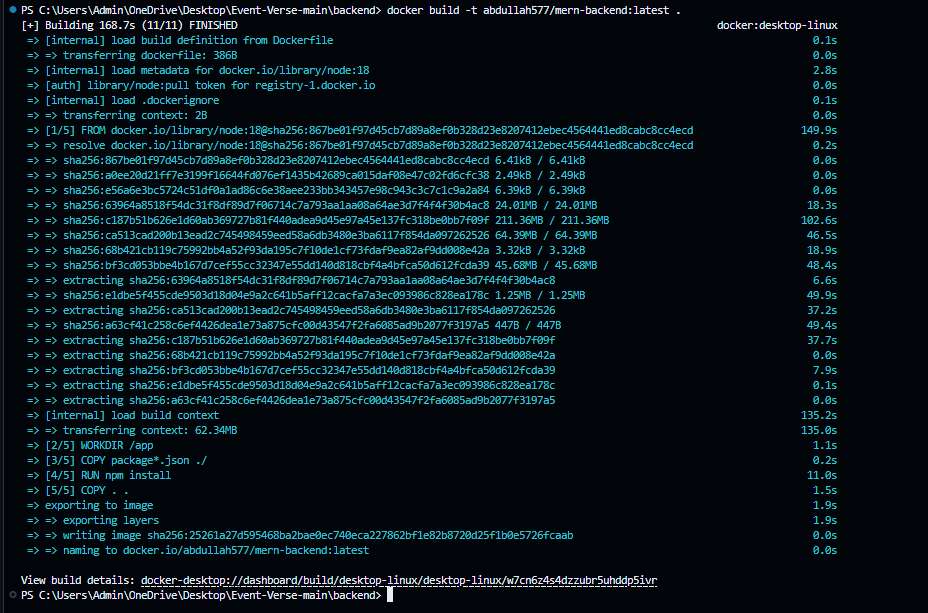 PS C:\Users\Admin\OneDrive\Desktop\Event-Verse-main\backend> docker build -t abdullah577/mern-backend:latest .
[+] Building 168.7s (11/11) FINISHED docker:desktop-linux
=> [internal] load build definition from Dockerfile 0.1s
=> => transferring dockerfile: 386B 0.0s
=> [internal] load metadata for docker.io/library/node:18 2.8s
=> [auth] library/node:pull token for registry-1.docker.io 0.0s
=> [internal] load .dockerignore 0.1s
=> => transferring context: 2B 0.0s
=> [1/5] FROM docker.io/library/node:18@sha256:867be01f97d45cb7d89a8ef0b328d23e8207412ebec4564441ed8cabc8cc4ecd 149.9s
=> => resolve docker.io/library/node:18@sha256:867be01f97d45cb7d89a8ef0b328d23e8207412ebec4564441ed8cabc8cc4ecd 0.2s
=> => sha256:867be01f97d45cb7d89a8ef0b328d23e8207412ebec4564441ed8cabc8cc4ecd 6.41kB / 6.41kB 0.0s
=> => sha256:a0ee20d21ff7e3199f16644fd076ef1435b42689ca015daf08e47c02fd6cfc38 2.49kB / 2.49kB 0.0s
=> => sha256:e56a6e3bc5724c51df0a1ad86c6e38aee233bb343457e98c943c3c7c1c9a2a84 6.39kB / 6.39kB 0.0s
=> => sha256:63964a8518f54dc31f8df89d7f06714c7a793aa1aa08a64ae3d7f4f4f30b4ac8 24.01MB / 24.01MB 18.3s
=> => sha256:c187b51b626e1d60ab369727b81f440adea9d45e97a45e137fc318be0bb7f09f 211.36MB / 211.36MB 102.6s
=> => sha256:ca513cad200b13ead2c745498459eed58a6db3480e3ba6117f854da097262526 64.39MB / 64.39MB 46.5s
=> => sha256:68b421cb119c75992bb4a52f93da195c7f10de1cf73fdaf9ea82af9dd008e42a 3.32kB / 3.32kB 18.9s
=> => sha256:bf3cd053bbe4b167d7cef55cc32347e55dd140d818cbf4a4bfca50d612fcda39 45.68MB / 45.68MB 48.4s
=> => extracting sha256:63964a8518f54dc31f8df89d7f06714c7a793aa1aa08a64ae3d7f4f4f30b4ac8 6.6s
=> => sha256:e1dbe5f455cde9503d18d04e9a2c641b5aff12cacfa7a3ec093986c828ea178c 1.25MB / 1.25MB 49.9s
=> => extracting sha256:ca513cad200b13ead2c745498459eed58a6db3480e3ba6117f854da097262526 37.2s
=> => sha256:a63cf41c258c6ef4426dea1e73a875cfc00d43547f2fa6085ad9b2077f3197a5 447B / 447B 49.4s
=> => extracting sha256:c187b51b626e1d60ab369727b81f440adea9d45e97a45e137fc318be0bb7f09f 37.7s
=> => extracting sha256:68b421cb119c75992bb4a52f93da195c7f10de1cf73fdaf9ea82af9dd008e42a 0.0s
=> => extracting sha256:bf3cd053bbe4b167d7cef55cc32347e55dd140d818cbf4a4bfca50d612fcda39 7.9s
=> => extracting sha256:e1dbe5f455cde9503d18d04e9a2c641b5aff12cacfa7a3ec093986c828ea178c 0.1s
=> => extracting sha256:a63cf41c258c6ef4426dea1e73a875cfc00d43547f2fa6085ad9b2077f3197a5 0.0s
=> [internal] load build context 135.2s
=> => transferring context: 62.34MB 135.0s
=> [2/5] WORKDIR /app 1.1s
=> [3/5] COPY package*.json ./ 0.2s
=> [4/5] RUN npm install 11.0s
=> [5/5] COPY . . 1.5s
=> exporting to image 1.9s
=> => exporting layers 1.9s
=> => writing image sha256:25261a27d595468ba2bae0ec740eca227862bf1e82b8720d25f1b0e5726fcaab 0.0s
=> => naming to docker.io/abdullah577/mern-backend:latest 0.0s
View build details: docker-desktop://dashboard/build/desktop-linux/desktop-linux/w7cn6z4s4dzzubr5uhddp5ivr
PS C:\Users\Admin\OneDrive\Desktop\Event-Verse-main\backend>